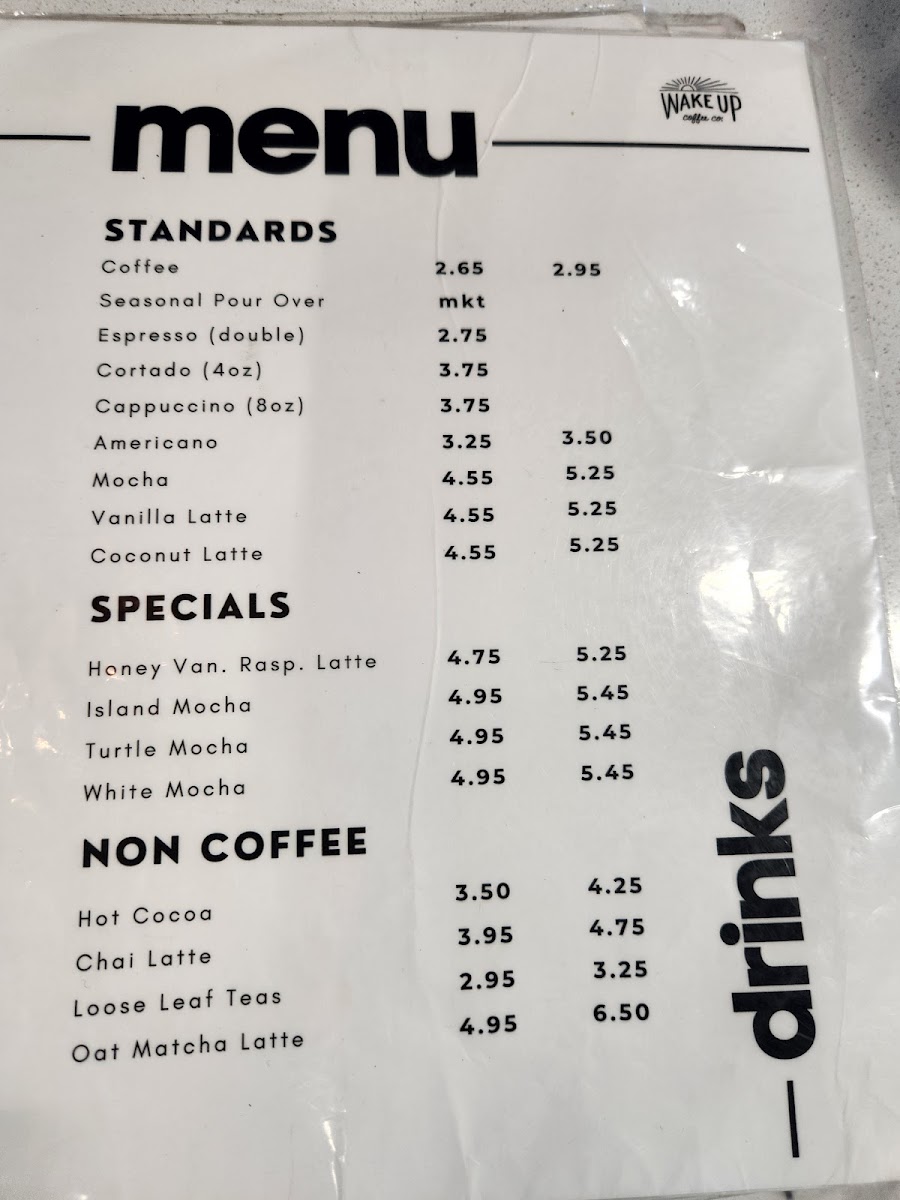 menu
WAKE UP
coffee co.
STANDARDS
Coffee 2.65 2.95
Seasonal Pour Over mkt
Espresso (double) 2.75
Cortado (4oz) 3.75
Cappuccino (8oz) 3.75
Americano 3.25 3.50
Mocha 4.55 5.25
Vanilla Latte 4.55 5.25
Coconut Latte 4.55 5.25
SPECIALS
Honey Van. Rasp. Latte 4.75 5.25
Island Mocha 4.95 5.45
Turtle Mocha 4.95 5.45
White Mocha 4.95 5.45
NON COFFEE
Hot Cocoa 3.50 4.25
Chai Latte 3.95 4.75
Loose Leaf Teas 2.95 3.25
Oat Matcha Latte 4.95 6.50
drinks